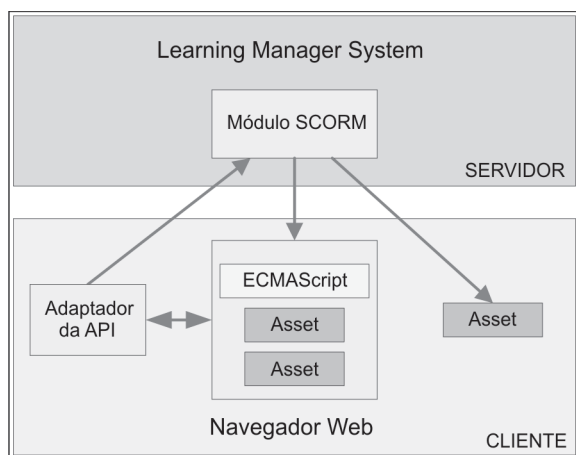 Learning Manager System
Módulo SCORM
SERVIDOR
ECMAScript
Adaptador
da API
Asset
Asset
Asset
Navegador Web
CLIENTE